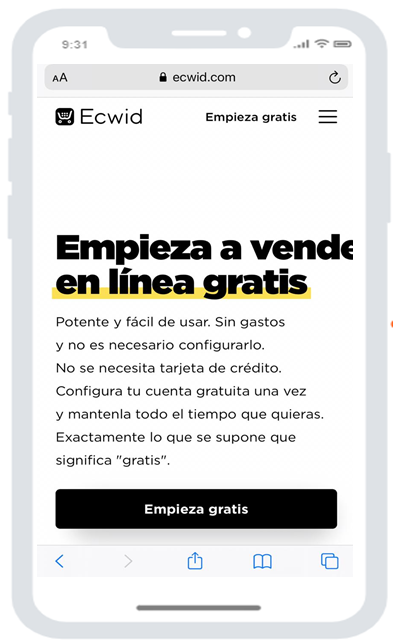 9:31
AA ecwid.com
Ecwid Empieza gratis
Empieza a vende
en línea gratis
Potente y fácil de usar. Sin gastos
y no es necesario configurarlo.
No se necesita tarjeta de crédito.
Configura tu cuenta gratuita una vez
y mantenla todo el tiempo que quieras.
Exactamente lo que se supone que
significa "gratis".
Empieza gratis